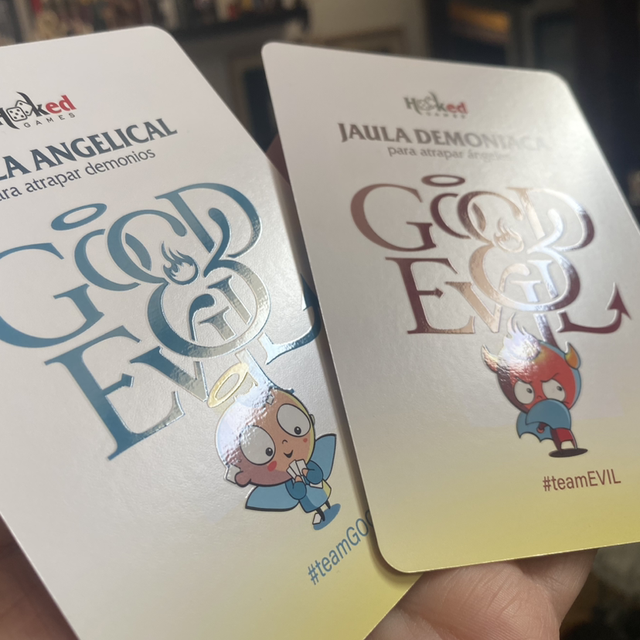 Hooked
GAMES
LA ANGELICAL
para atrapar demonios
GOOD
&
EVIL
#teamGO
Hooked
GAMES
JAULA DEMONIACA
para atrapar ángeles
GOOD
&
EVIL
#teamEVIL